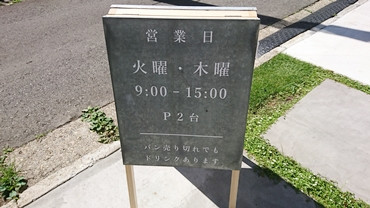 営業日
火曜・木曜
9:00-15:00
P2台
パン売り切れでも
ドリンクあります